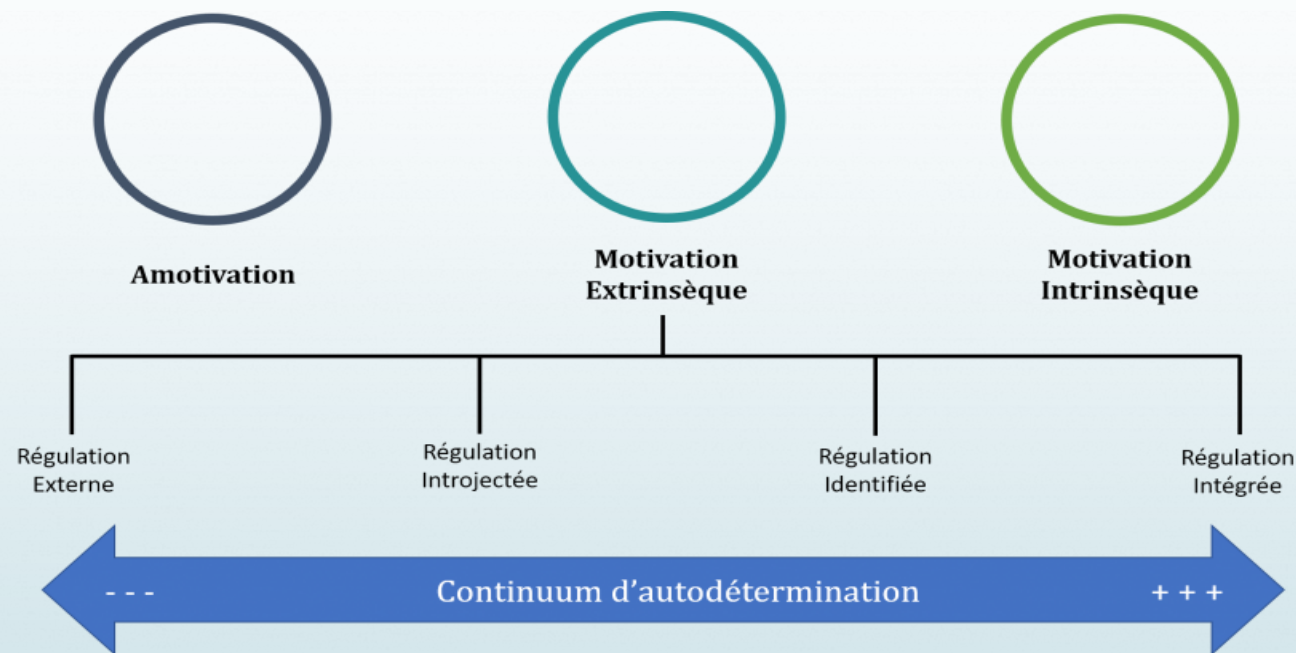 Amotivation
Motivation
Extrinsèque
Motivation
Intrinsèque
Régulation
Externe
Régulation
Introjectée
Régulation
Identifiée
Régulation
Intégrée
- - - Continuum d’autodétermination + + +